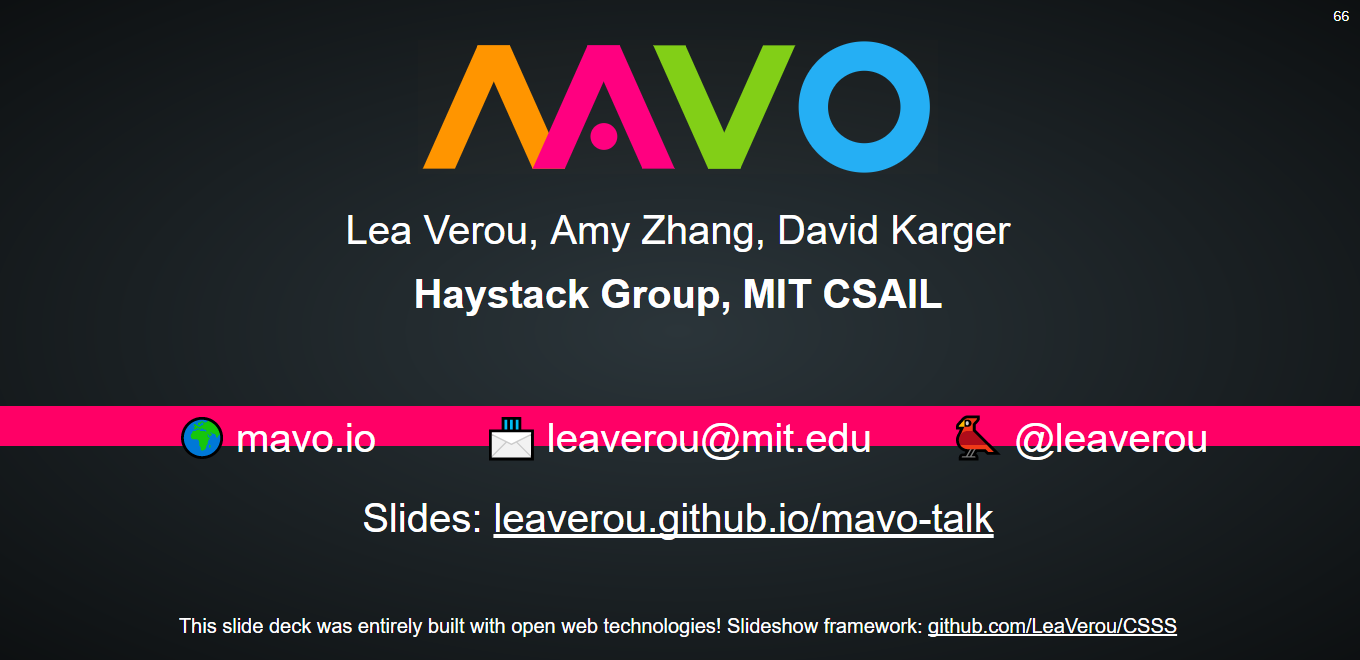 66
MAVO
Lea Verou, Amy Zhang, David Karger
Haystack Group, MIT CSAIL
mavo.io leaverou@mit.edu @leaverou
Slides: leaverou.github.io/mavo-talk
This slide deck was entirely built with open web technologies! Slideshow framework: github.com/LeaVerou/CSSS